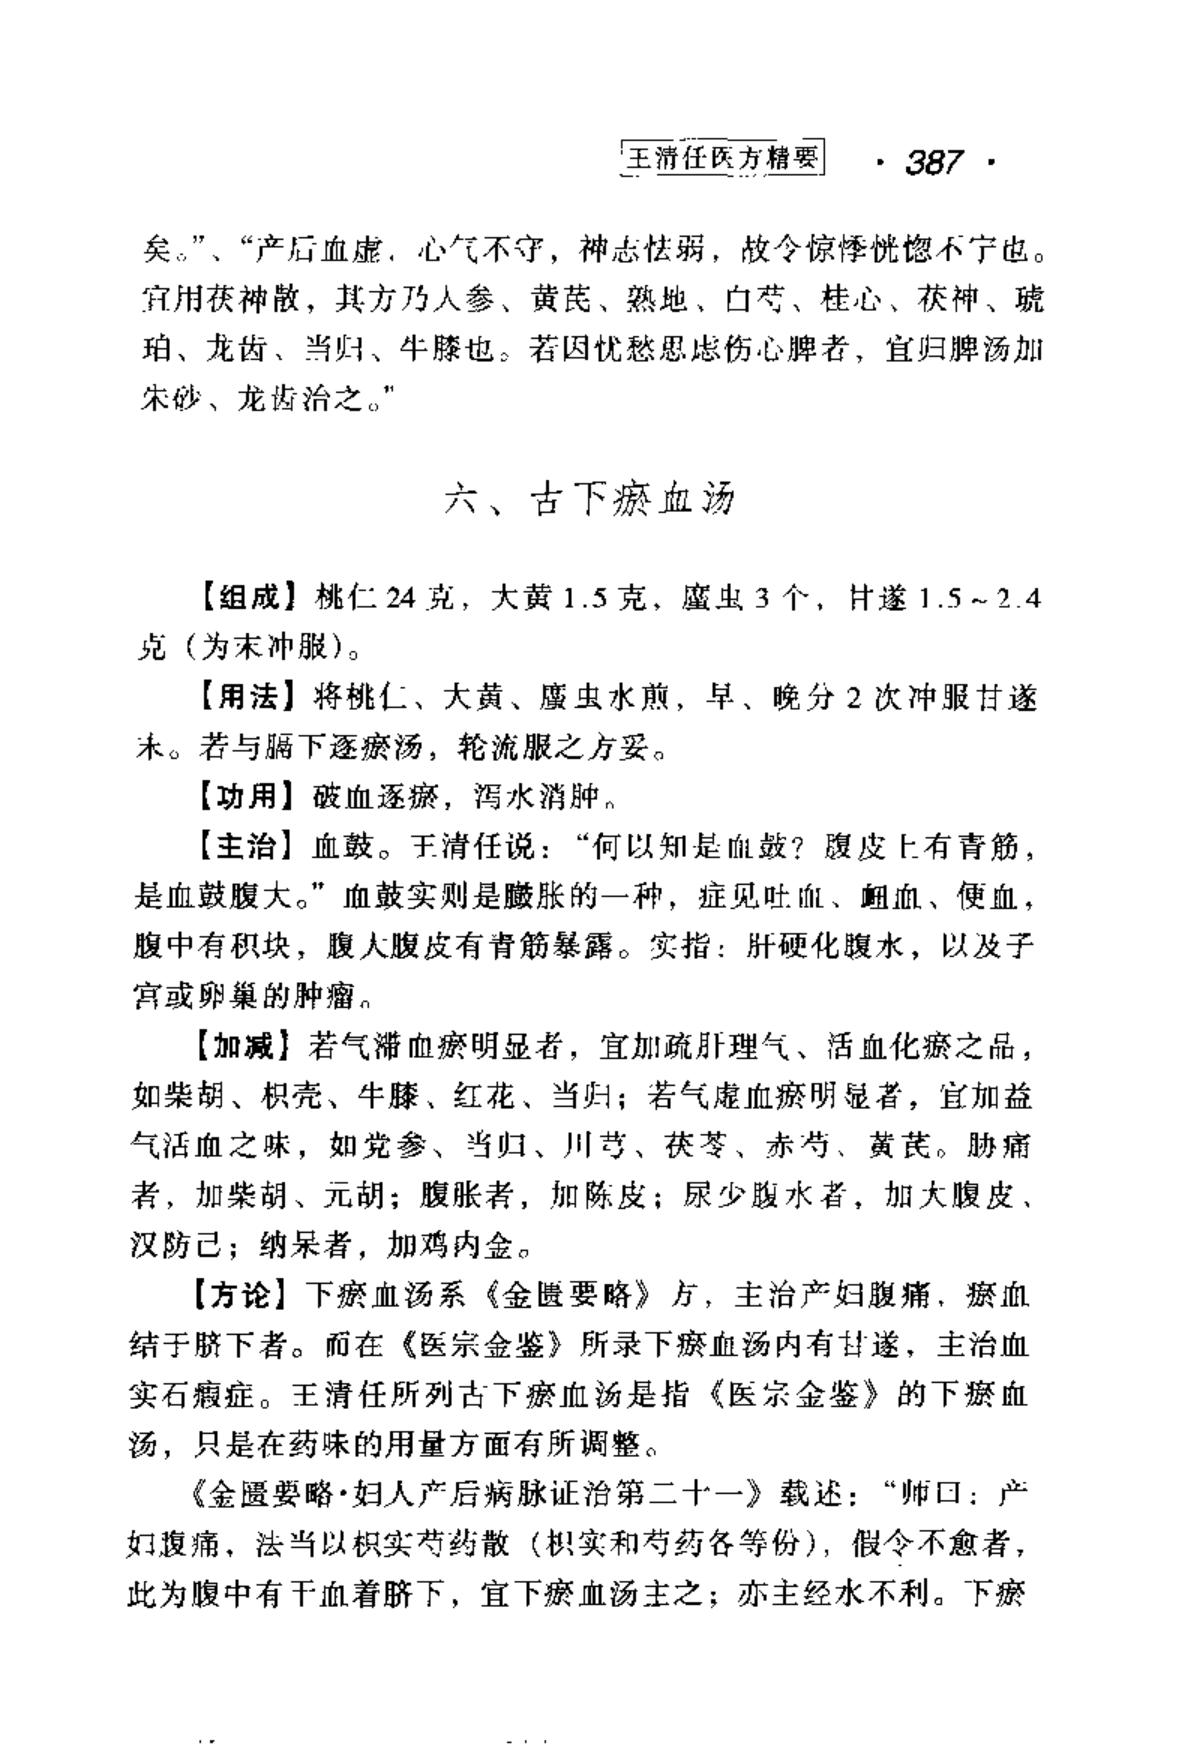 王清任医方精要 · 387 ·
矣。”、“产后血虚，心气不守，神志怯弱，故令惊悸恍惚不宁也。
宜用茯神散，其方乃人参、黄芪、熟地、白芍、桂心、茯神、琥
珀、龙齿、当归、牛膝也。若因忧愁思虑伤心脾者，宜归脾汤加
朱砂、龙齿治之。”
六、古下瘀血汤
【组成】桃仁 24 克，大黄 1.5 克，䗪虫 3 个，甘遂 1.5～2.4
克（为末冲服）。
【用法】将桃仁、大黄、䗪虫水煎，早、晚分 2 次冲服甘遂
末。若与膈下逐瘀汤，轮流服之方妥。
【功用】破血逐瘀，泻水消肿。
【主治】血鼓。王清任说：“何以知是血鼓？腹皮上有青筋，
是血鼓腹大。”血鼓实则是臌胀的一种，症见吐血、衄血、便血，
腹中有积块，腹大腹皮有青筋暴露。实指：肝硬化腹水，以及子
宫或卵巢的肿瘤。
【加减】若气滞血瘀明显者，宜加疏肝理气、活血化瘀之品，
如柴胡、枳壳、牛膝、红花、当归；若气虚血瘀明显者，宜加益
气活血之味，如党参、当归、川芎、茯苓、赤芍、黄芪。胁痛
者，加柴胡、元胡；腹胀者，加陈皮；尿少腹水者，加大腹皮、
汉防己；纳呆者，加鸡内金。
【方论】下瘀血汤系《金匮要略》方，主治产妇腹痛，瘀血
结于脐下者。而在《医宗金鉴》所录下瘀血汤内有甘遂，主治血
实石瘕症。王清任所列古下瘀血汤是指《医宗金鉴》的下瘀血
汤，只是在药味的用量方面有所调整。
《金匮要略·妇人产后病脉证治第二十一》载述：“师曰：产
妇腹痛，法当以枳实芍药散（枳实和芍药各等份），假令不愈者，
此为腹中有干血着脐下，宜下瘀血汤主之；亦主经水不利。下瘀